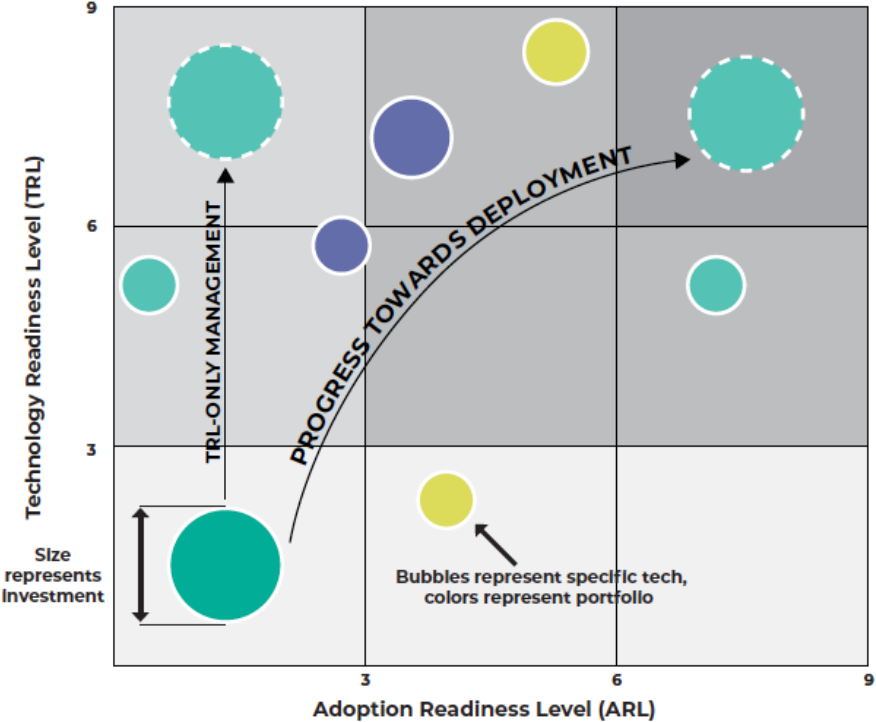 9
6
3
Technology Readiness Level (TRL)
TRL-ONLY MANAGEMENT
PROGRESS TOWARDS DEPLOYMENT
Size
represents
investment
Bubbles represent specific tech,
colors represent portfolio
3
6
9
Adoption Readiness Level (ARL)